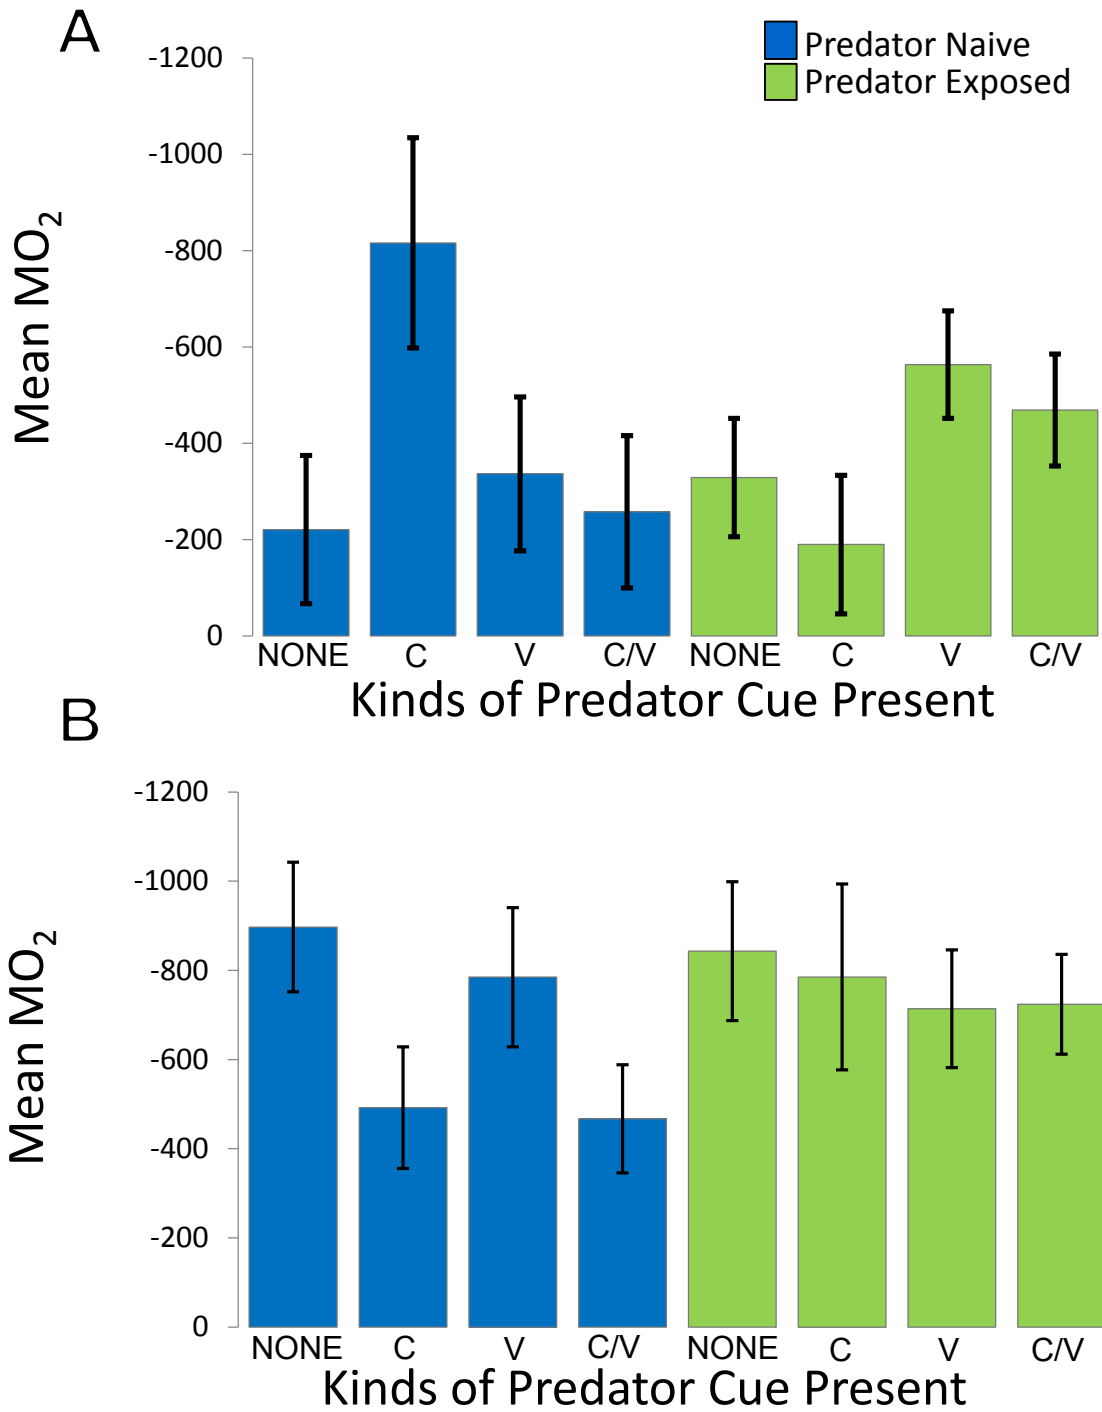 A
Predator Naive
Predator Exposed
-1200
-1000
-800
-600
-400
-200
0
Mean MO2
NONE C V C/V NONE C V C/V
Kinds of Predator Cue Present
B
-1200
-1000
-800
-600
-400
-200
0
Mean MO2
NONE C V C/V NONE C V C/V
Kinds of Predator Cue Present